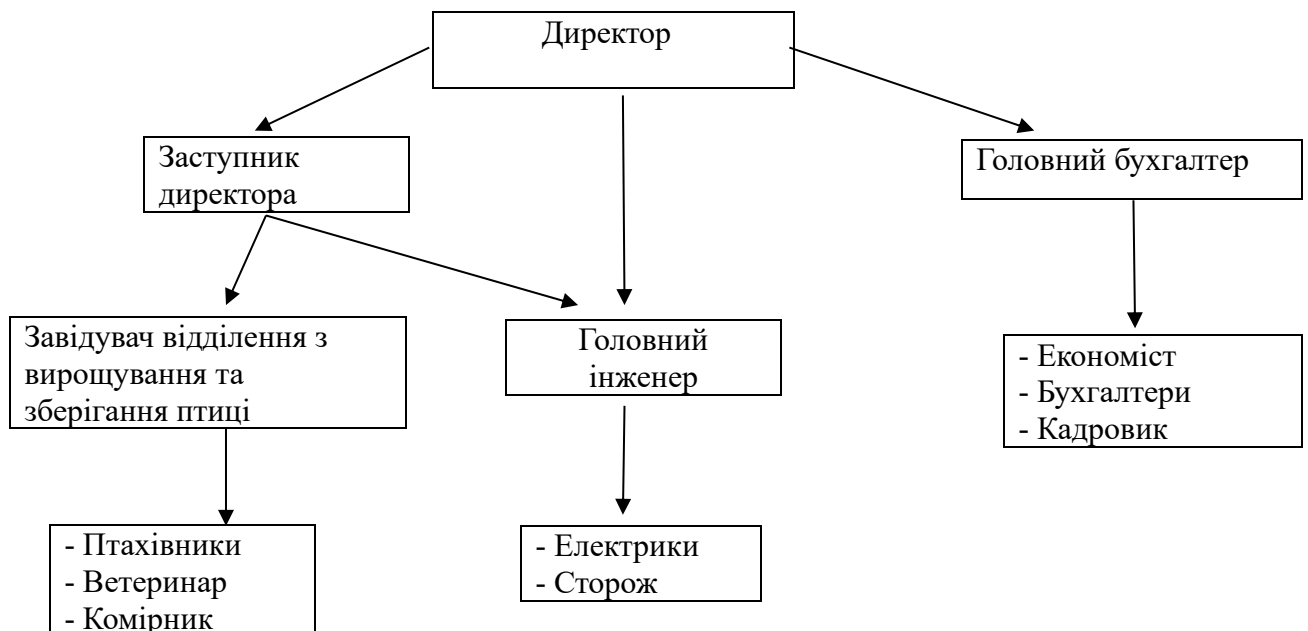 Директор
Заступник
директора
Головний бухгалтер
Завідувач відділення з
вирощування та
зберігання птиці
Головний
інженер
- Економіст
- Бухгалтери
- Кадровик
- Птахівники
- Ветеринар
- Комірник
- Електрики
- Сторож